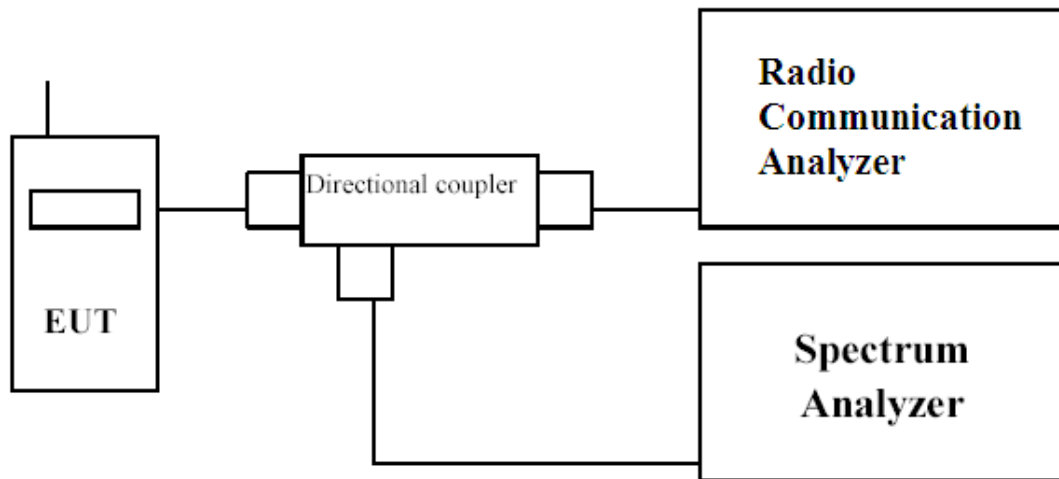 EUT
Directional coupler
Radio
Communication
Analyzer
Spectrum
Analyzer